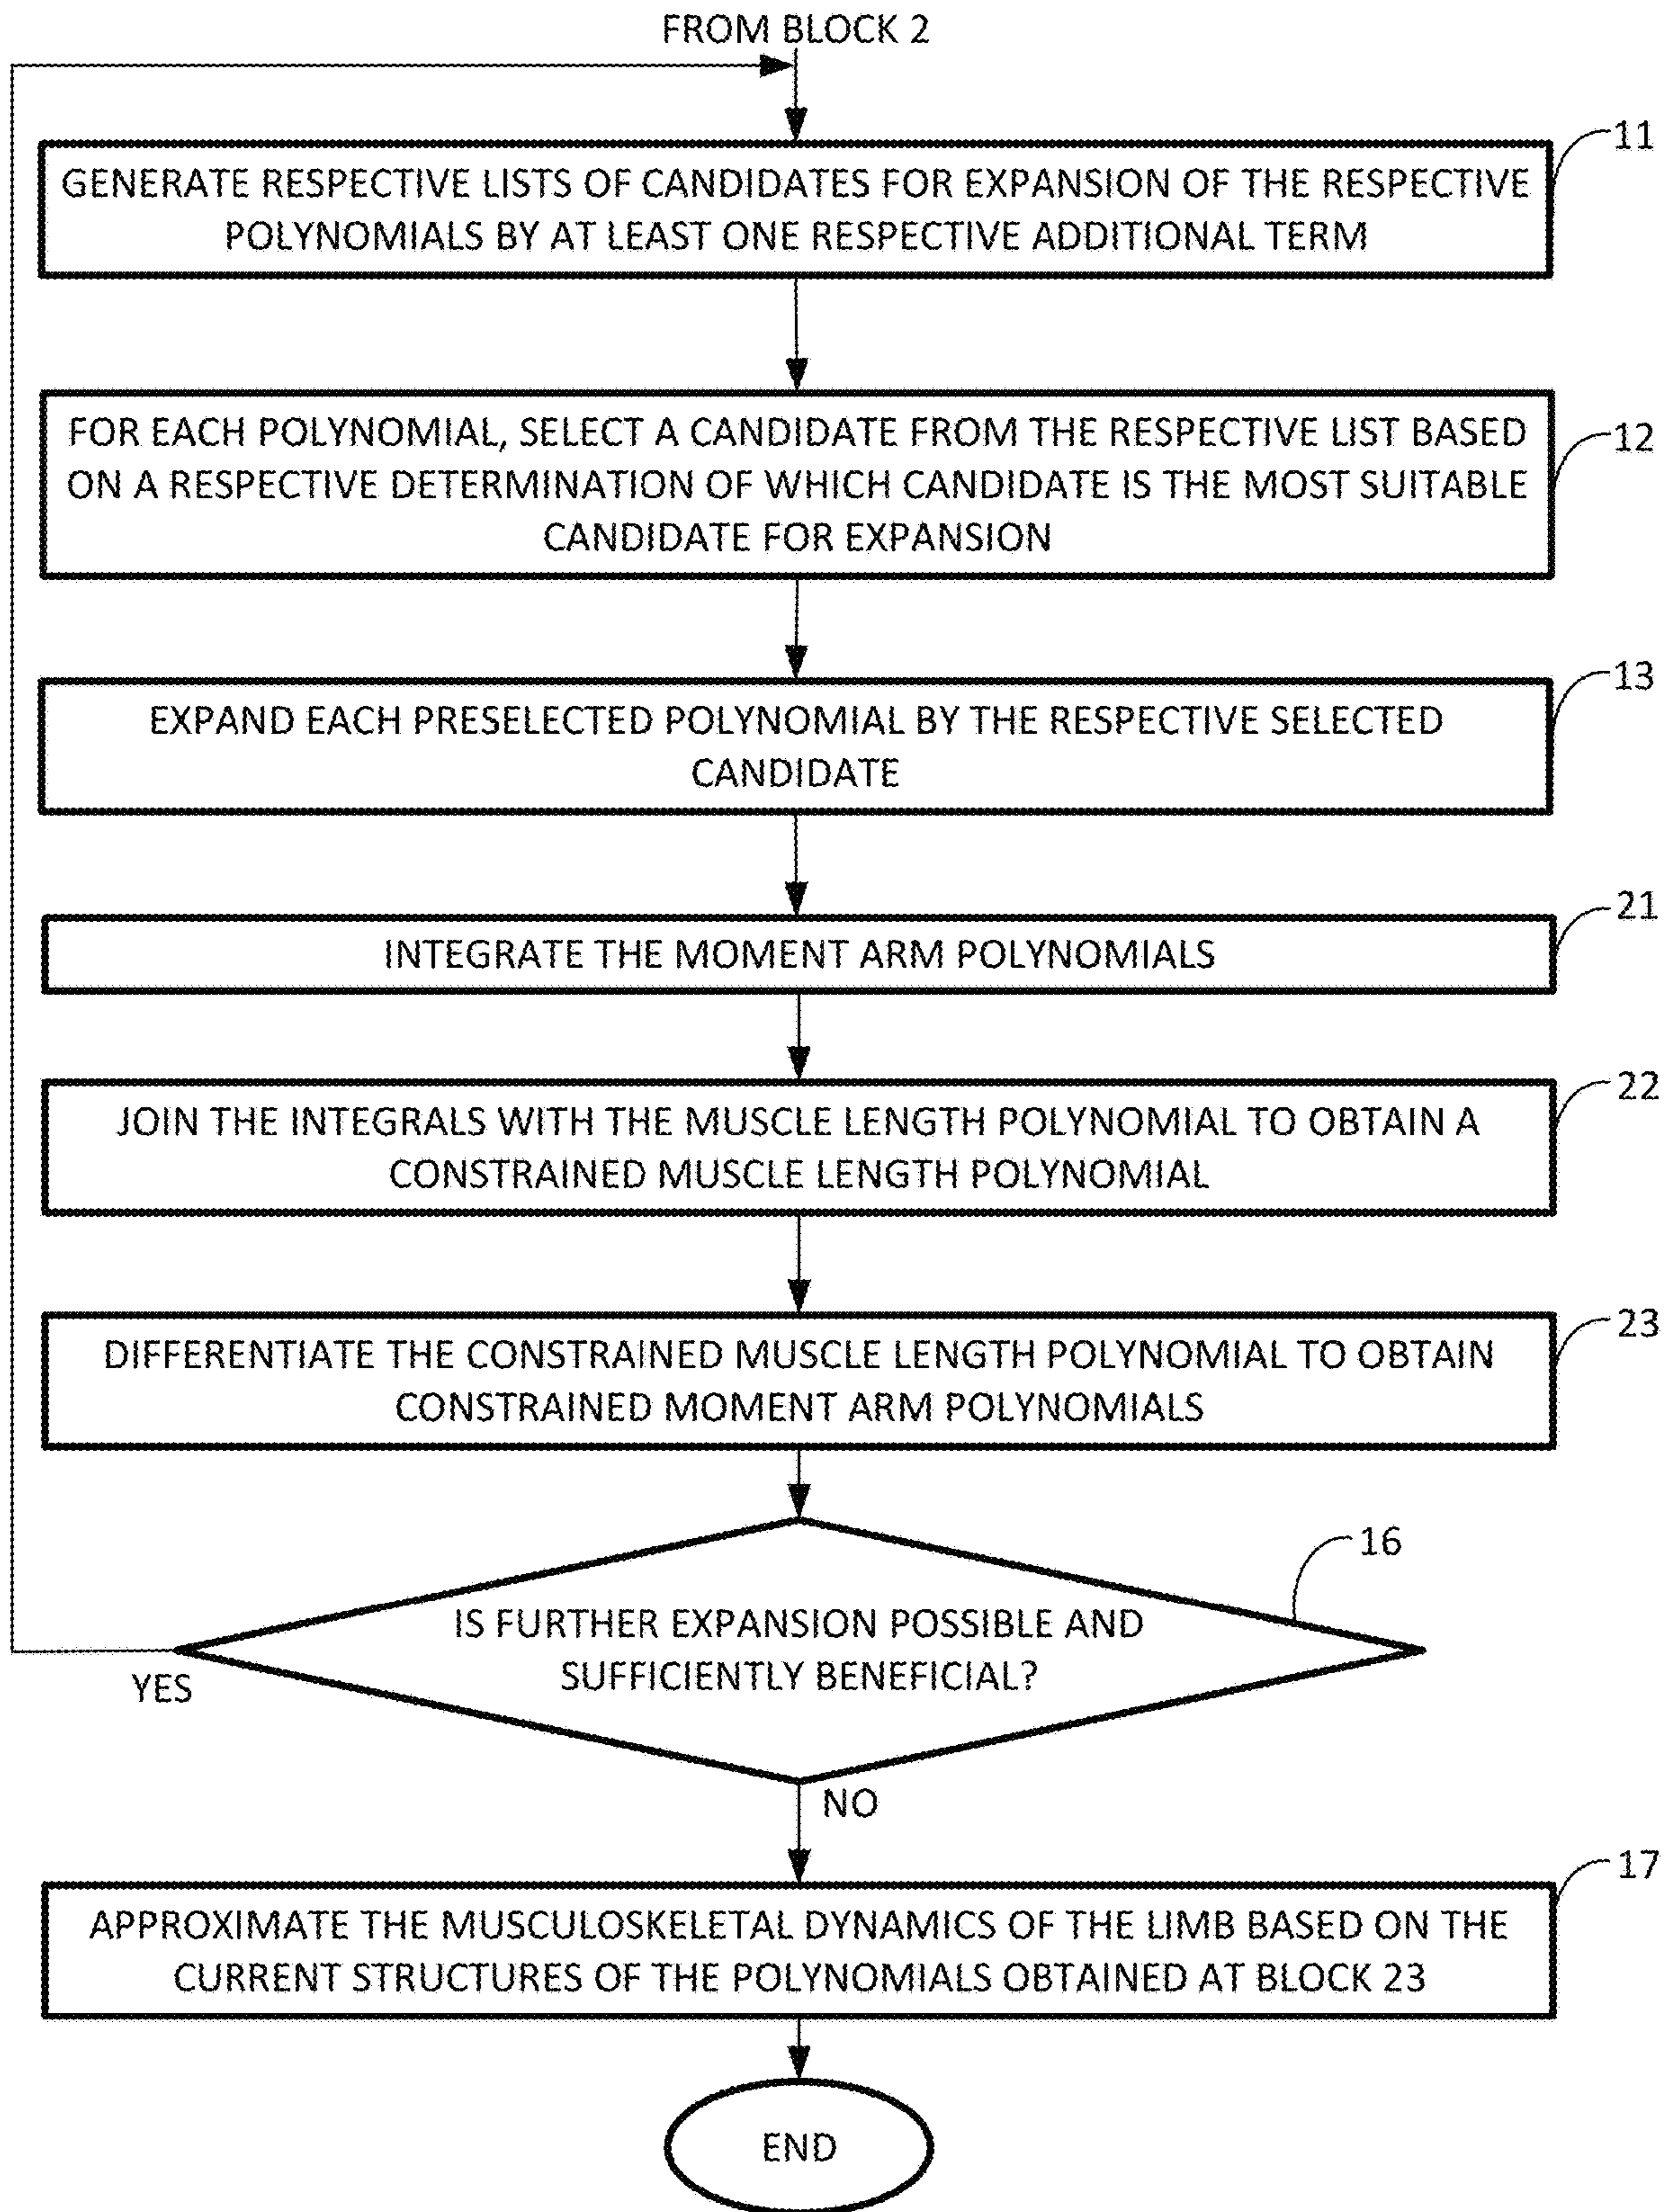 FROM BLOCK 2
11
GENERATE RESPECTIVE LISTS OF CANDIDATES FOR EXPANSION OF THE RESPECTIVE
POLYNOMIALS BY AT LEAST ONE RESPECTIVE ADDITIONAL TERM
12
FOR EACH POLYNOMIAL, SELECT A CANDIDATE FROM THE RESPECTIVE LIST BASED
ON A RESPECTIVE DETERMINATION OF WHICH CANDIDATE IS THE MOST SUITABLE
CANDIDATE FOR EXPANSION
13
EXPAND EACH PRESELECTED POLYNOMIAL BY THE RESPECTIVE SELECTED
CANDIDATE
21
INTEGRATE THE MOMENT ARM POLYNOMIALS
22
JOIN THE INTEGRALS WITH THE MUSCLE LENGTH POLYNOMIAL TO OBTAIN A
CONSTRAINED MUSCLE LENGTH POLYNOMIAL
23
DIFFERENTIATE THE CONSTRAINED MUSCLE LENGTH POLYNOMIAL TO OBTAIN
CONSTRAINED MOMENT ARM POLYNOMIALS
16
IS FURTHER EXPANSION POSSIBLE AND
SUFFICIENTLY BENEFICIAL?
YES
NO
17
APPROXIMATE THE MUSCULOSKELETAL DYNAMICS OF THE LIMB BASED ON THE
CURRENT STRUCTURES OF THE POLYNOMIALS OBTAINED AT BLOCK 23
END